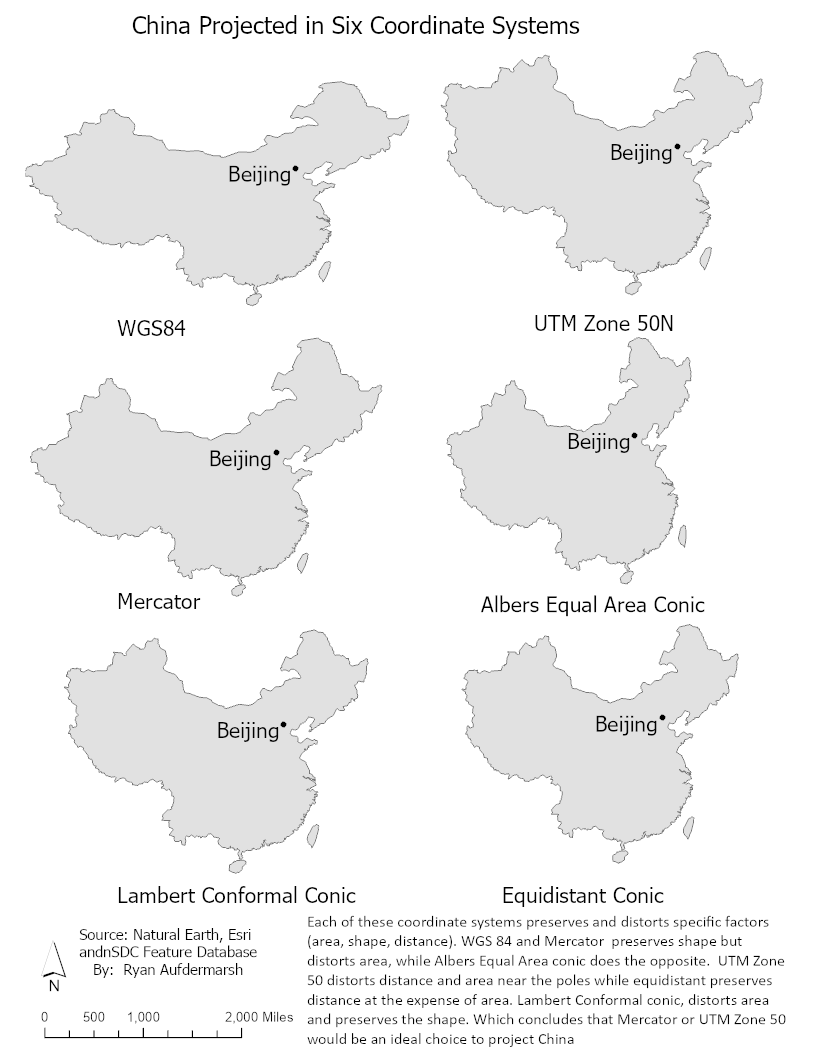 China Projected in Six Coordinate Systems
Beijing
WGS84
Beijing
UTM Zone 50N
Beijing
Mercator
Beijing
Albers Equal Area Conic
Beijing
Lambert Conformal Conic
Beijing
Equidistant Conic
Source: Natural Earth, Esri
andnSDC Feature Database
By: Ryan Aufdermarsh
N
0 500 1,000 2,000 Miles
Each of these coordinate systems preserves and distorts specific factors
(area, shape, distance). WGS 84 and Mercator preserves shape but
distorts area, while Albers Equal Area conic does the opposite. UTM Zone
50 distorts distance and area near the poles while equidistant preserves
distance at the expense of area. Lambert Conformal conic, distorts area
and preserves the shape. Which concludes that Mercator or UTM Zone 50
would be an ideal choice to project China